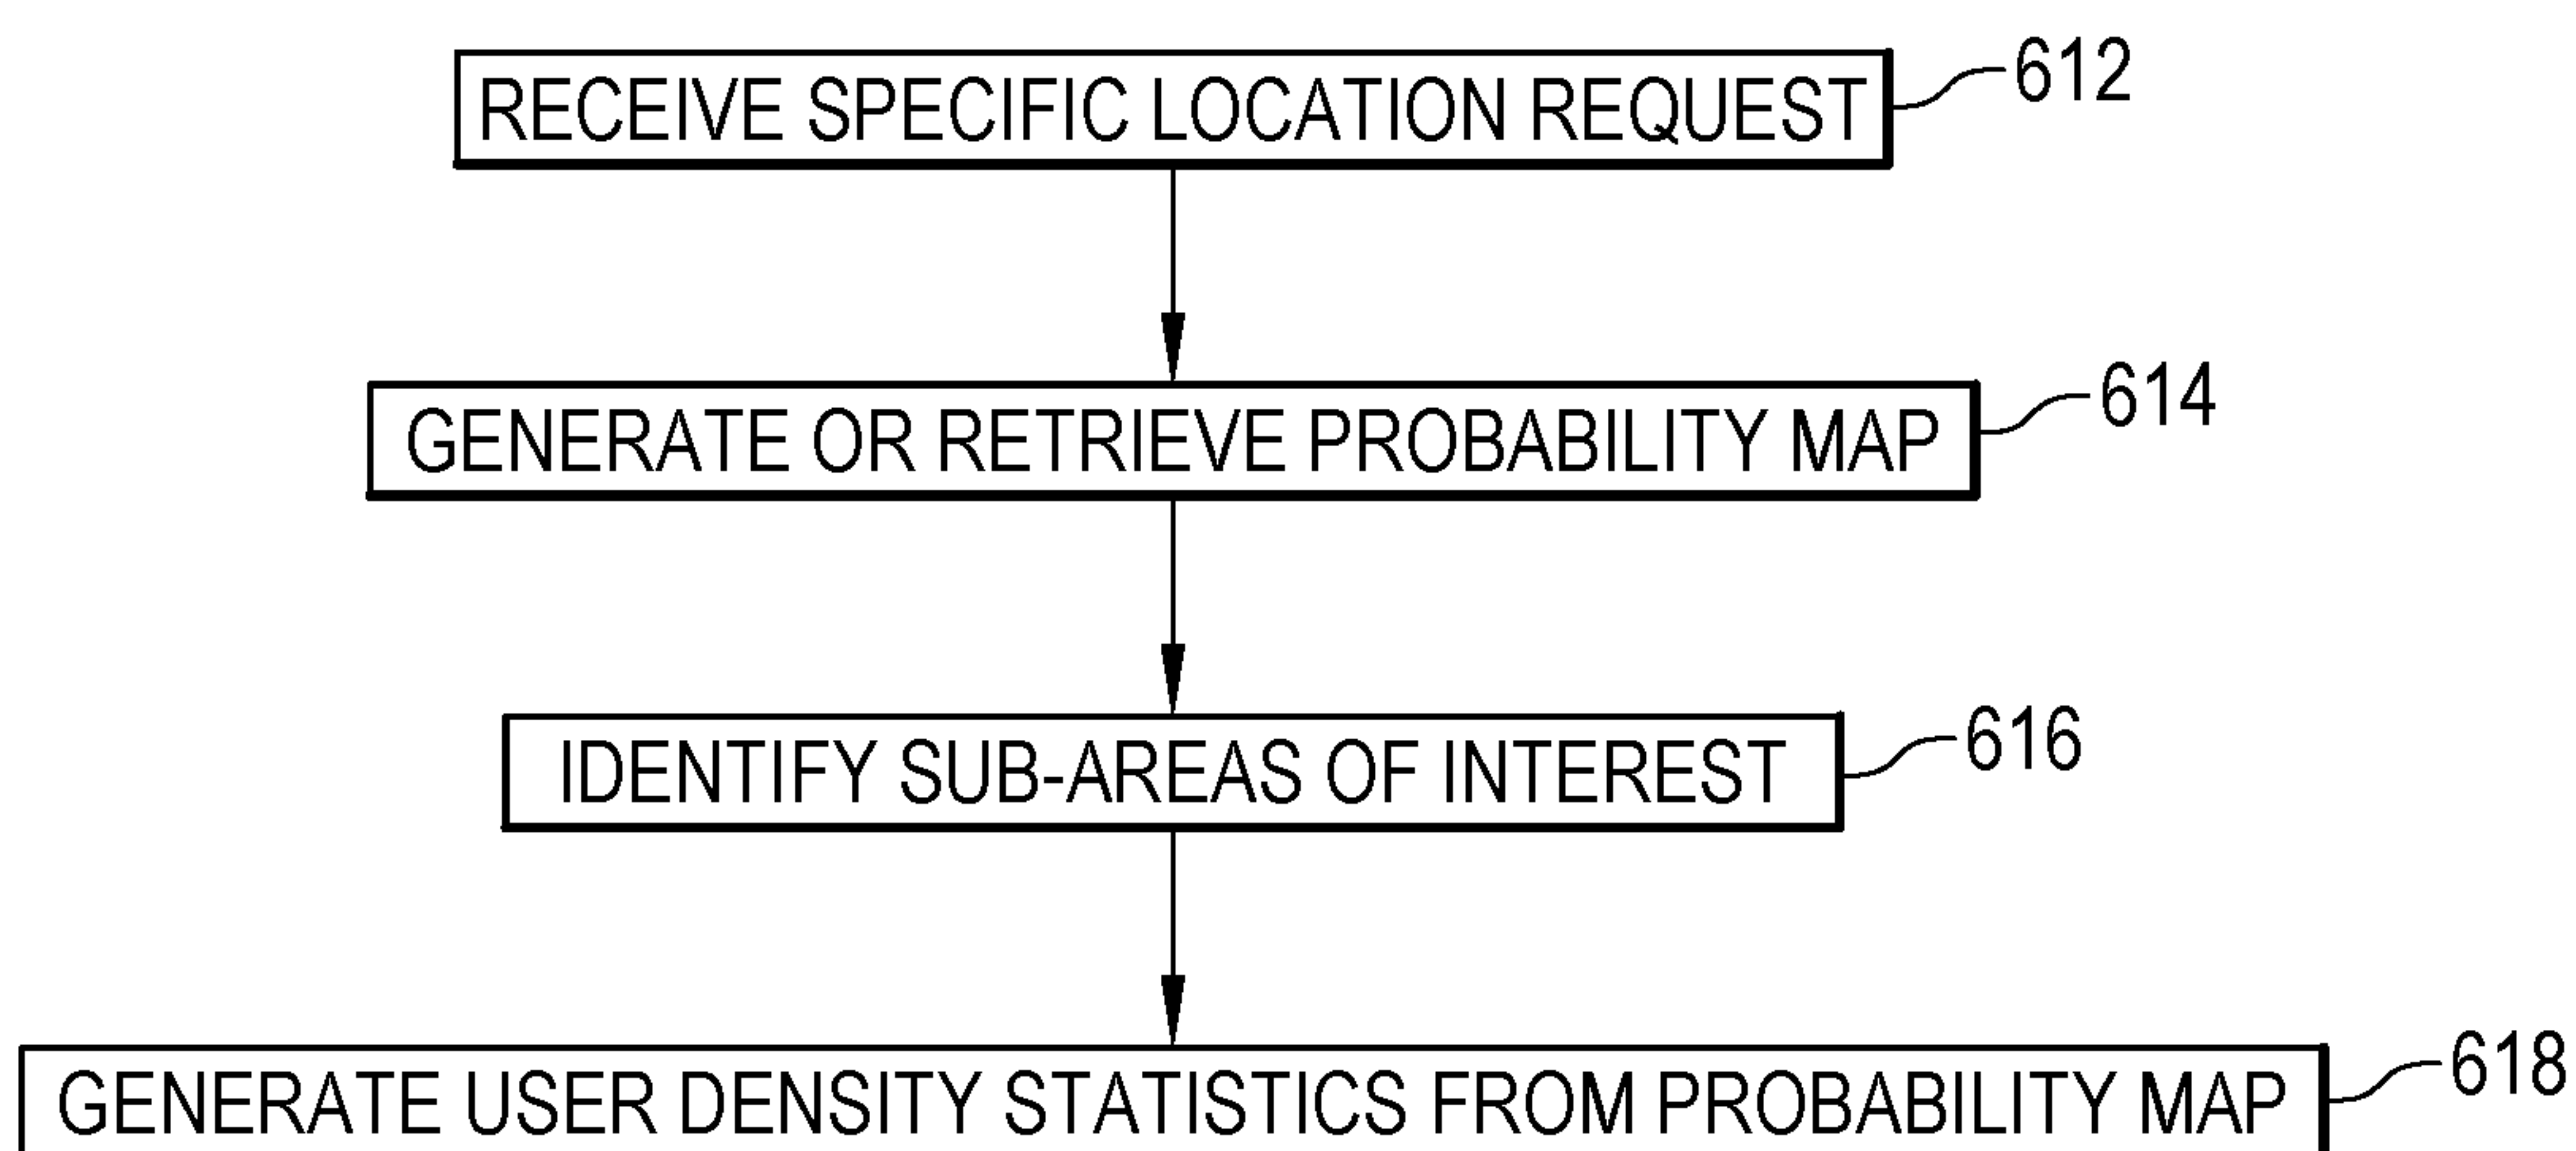 RECEIVE SPECIFIC LOCATION REQUEST 612
GENERATE OR RETRIEVE PROBABILITY MAP 614
IDENTIFY SUB-AREAS OF INTEREST 616
GENERATE USER DENSITY STATISTICS FROM PROBABILITY MAP 618